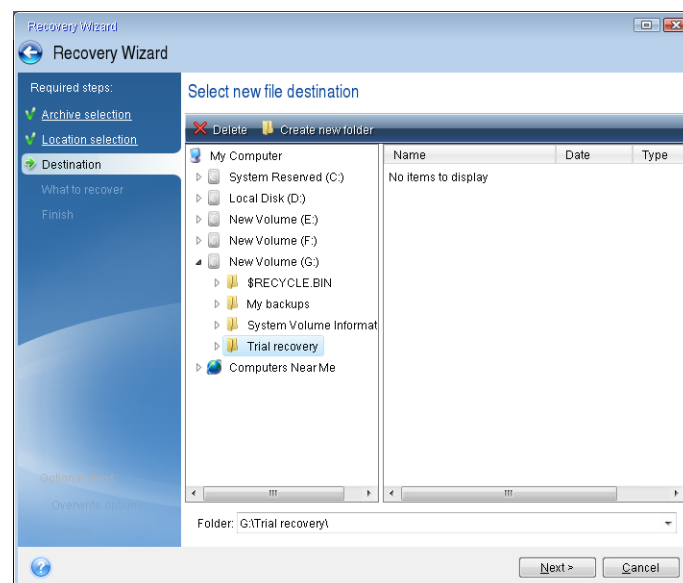 Recovery Wizard
Recovery Wizard
Required steps:
Archive selection
Location selection
Destination
What to recover
Finish
Select new file destination
Delete Create new folder
My Computer
System Reserved (C:)
Local Disk (D:)
New Volume (E:)
New Volume (F:)
New Volume (G:)
$RECYCLE.BIN
My backups
System Volume Informat
Trial recovery
Computers Near Me
Name Date Type
No items to display
Overwrite options
Folder: G:\Trial recovery\
Next > Cancel